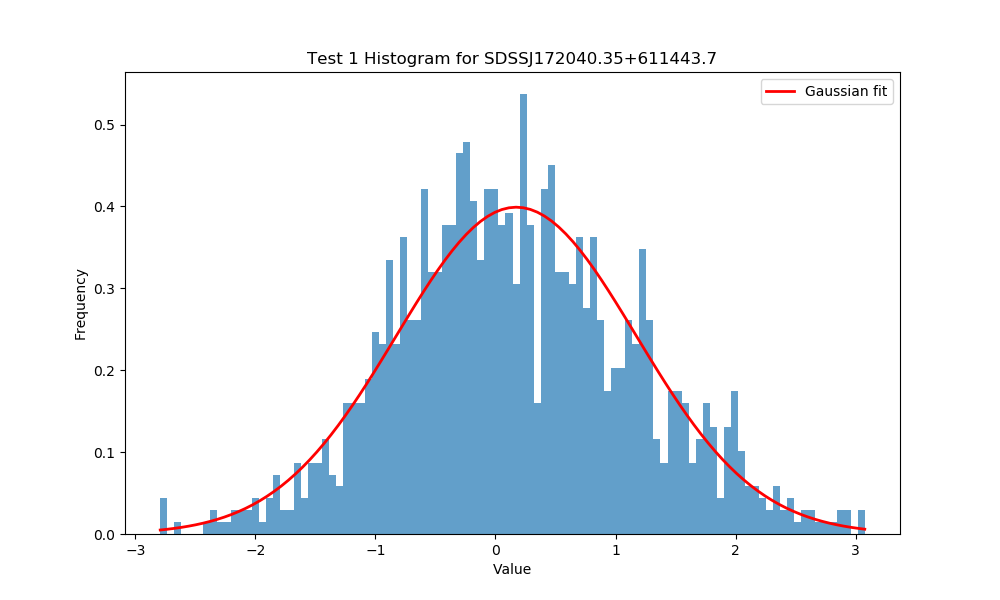 Test 1 Histogram for SDSSJ172040.35+611443.7
Gaussian fit
0.5
0.4
0.3
0.2
0.1
0.0
Frequency
−3 −2 −1 0 1 2 3
Value